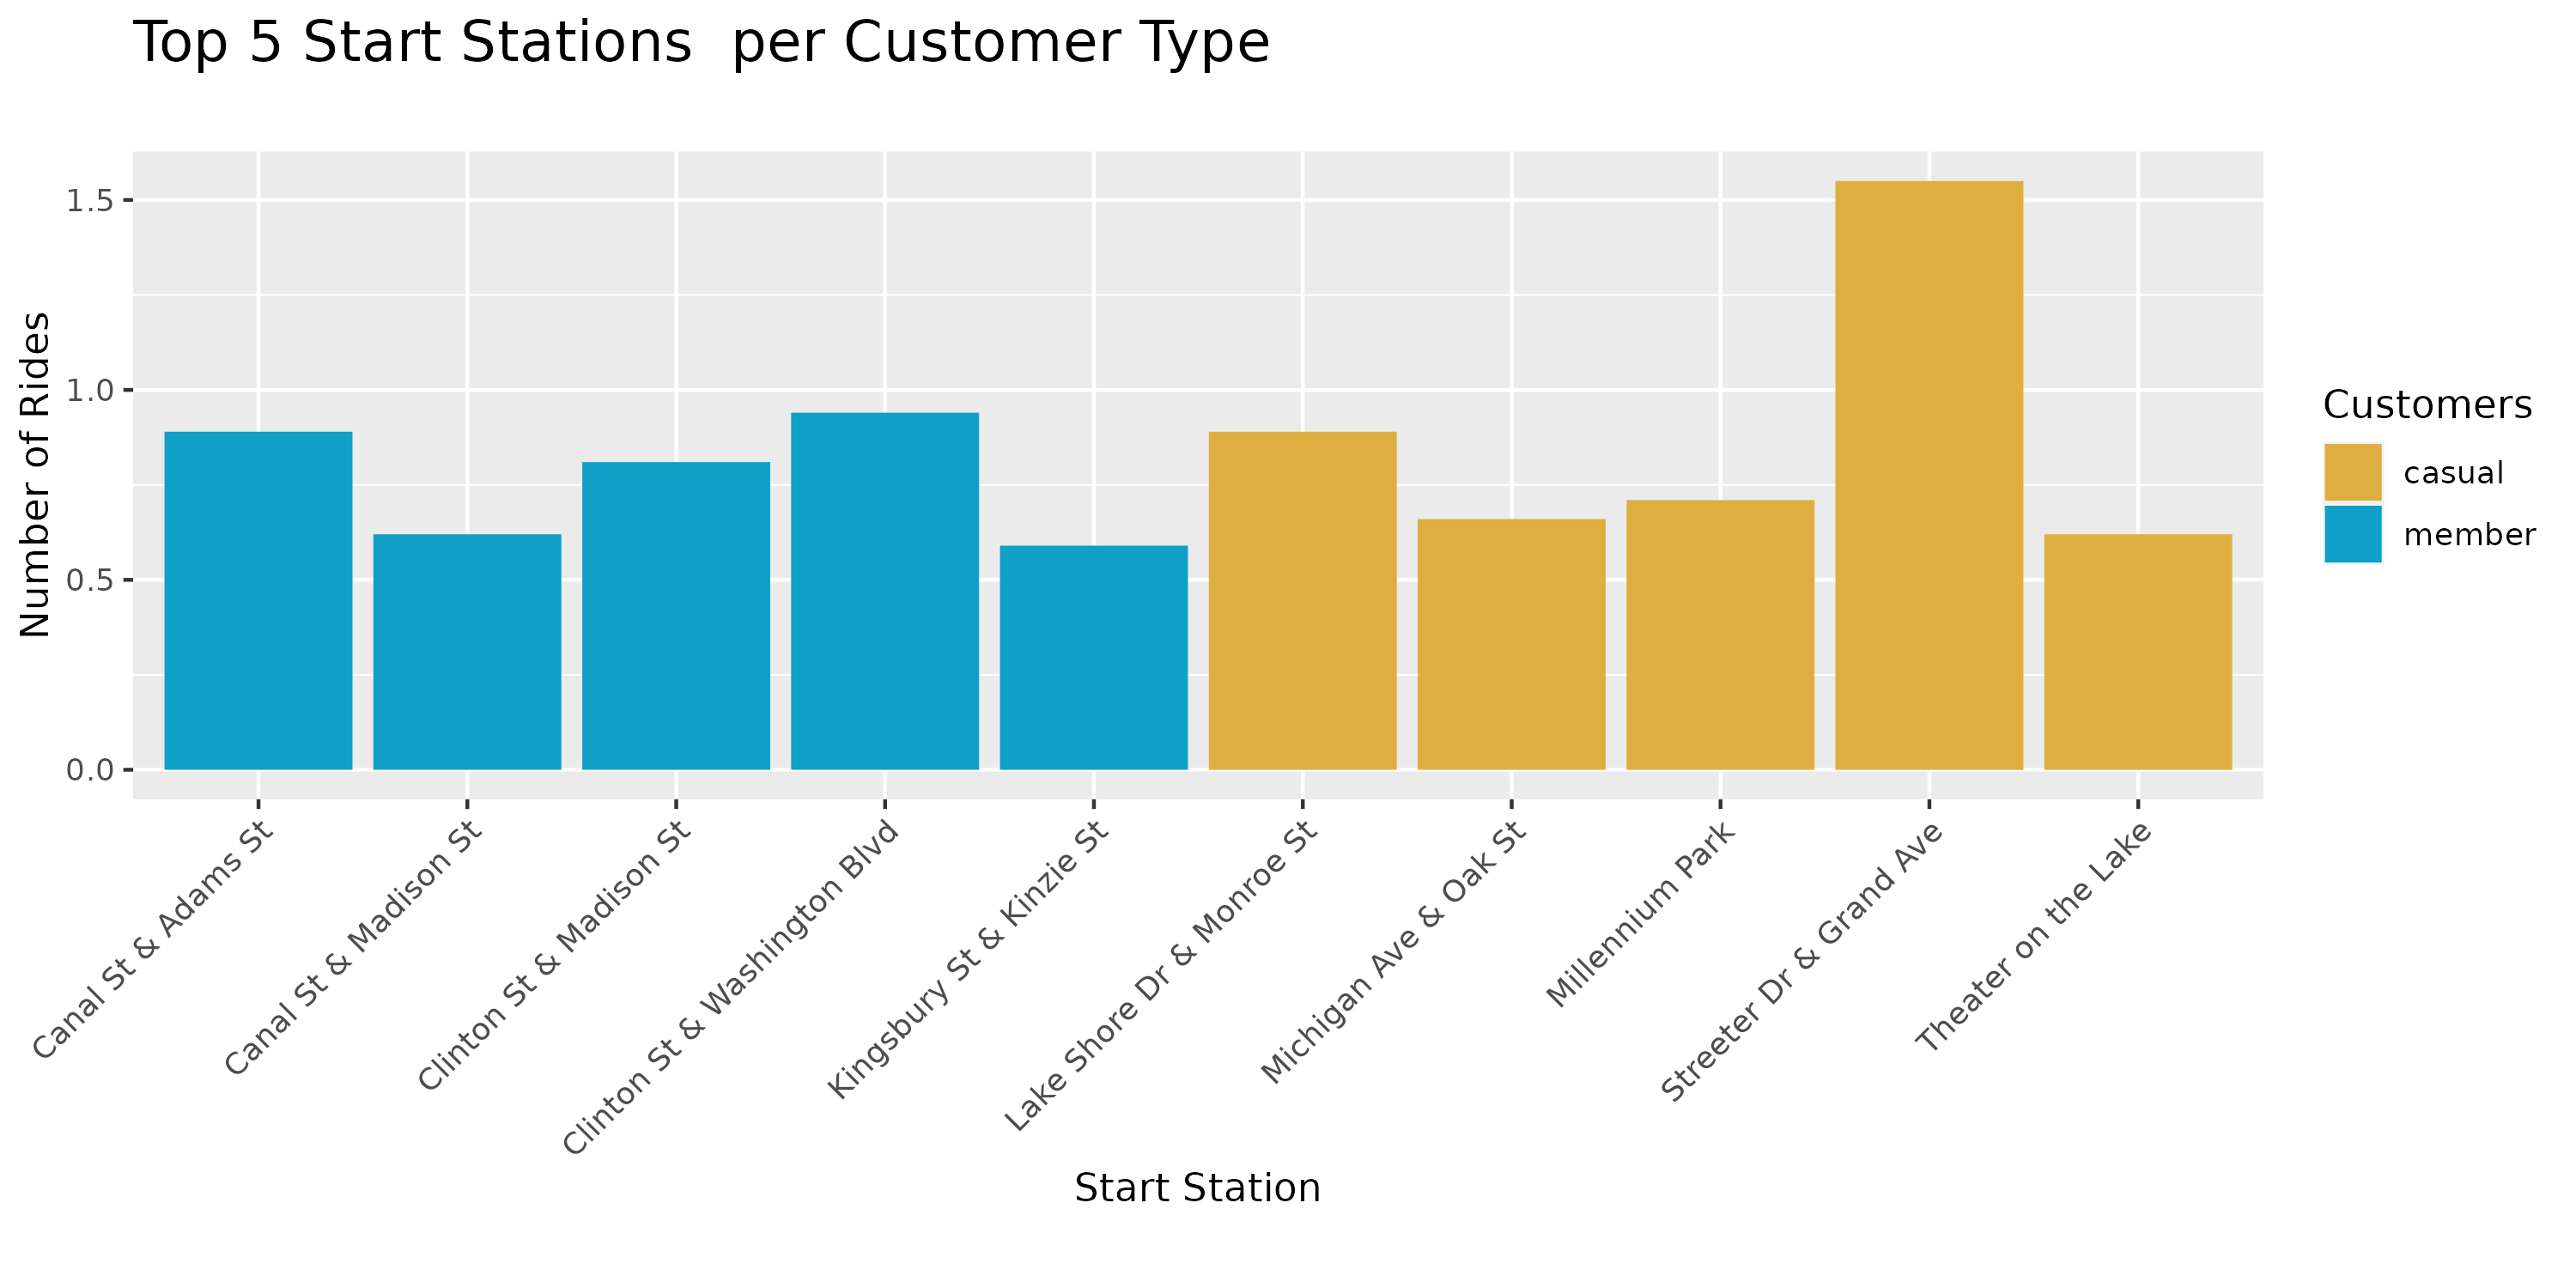 Top 5 Start Stations  per Customer Type
Number of Rides
1.5
1.0
0.5
0.0
Canal St & Adams St
Canal St & Madison St
Clinton St & Madison St
Clinton St & Washington Blvd
Kingsbury St & Kinzie St
Lake Shore Dr & Monroe St
Michigan Ave & Oak St
Millennium Park
Streeter Dr & Grand Ave
Theater on the Lake
Start Station
Customers
casual
member